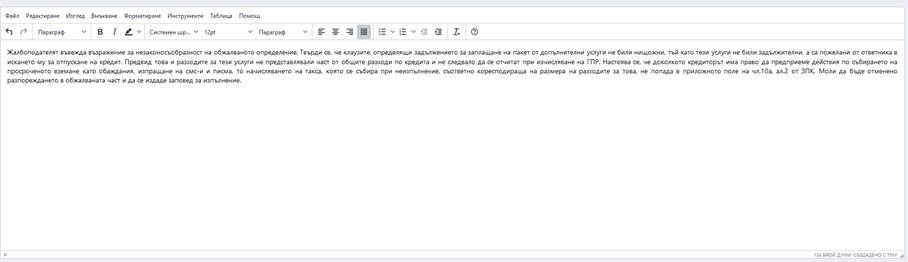 Файл Редактиране Изглед Вмъкване Форматиране Инструменти Таблица Помощ
Параграф B I Системен шр... 12pt Параграф
Жалбоподателят въвежда възражение за незаконосъобразност на обжалваното определение. Твърди се, че клаузите, определящи задължението за заплащане на пакет от допълнителни услуги не били нищожни, тъй като тези услуги не били задължителни, а са пожелани от ответника в
искането му за отпускане на кредит. Предвид това и разходите за тези услуги не представлявали част от общите разходи по кредита и не следвало да се отчитат при изчисляване на ГПР. Настоява се, че доколкото кредиторът има право да предприеме действия по събирането на
просроченото вземане като обаждания, изпращане на смс-и и писма, то начисляването на такса, която се събира при неизпълнение, съответно кореспондираща на размера на разходите за това, не попада в приложното поле на чл.10а, ал.2 от ЗПК. Моли да бъде отменено
разпореждането в обжалваната част и да се издаде заповед за изпълнение.
P